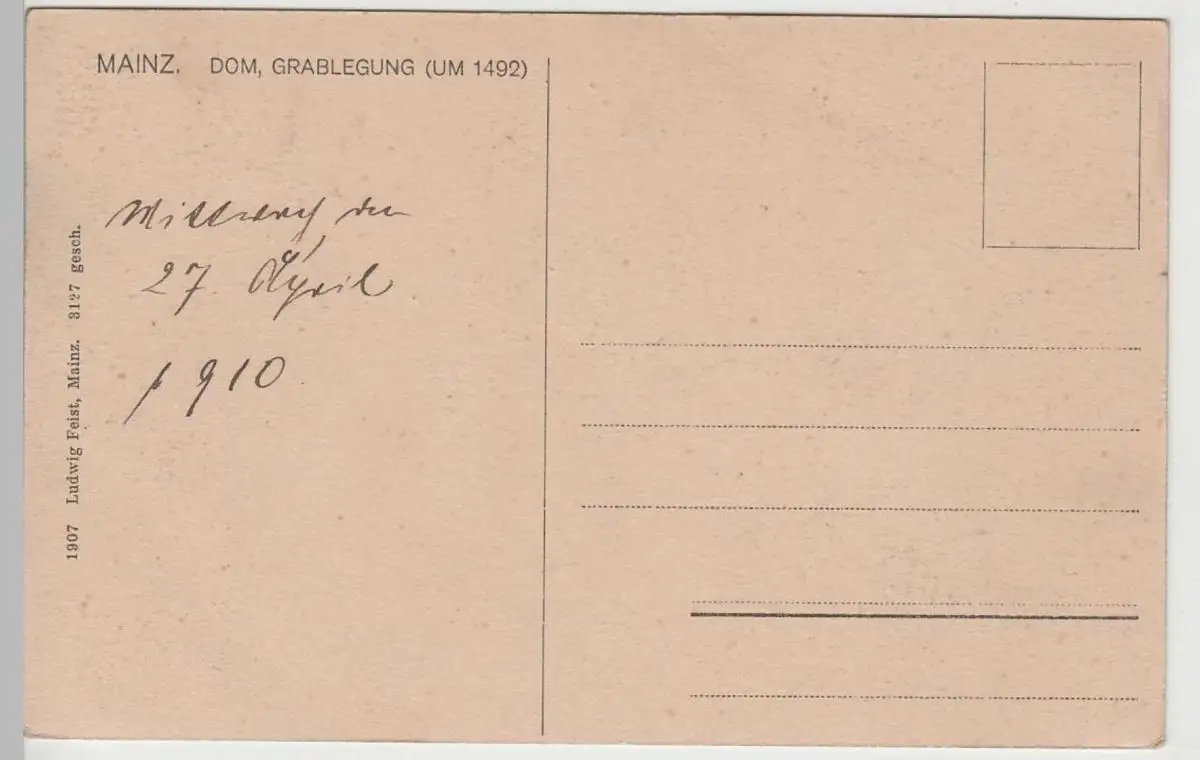 MAINZ. DOM, GRABLEGUNG (UM 1492)
Mittwoch den
27. April
1910
1907 Ludwig Feist, Mainz. 3127 gesch.